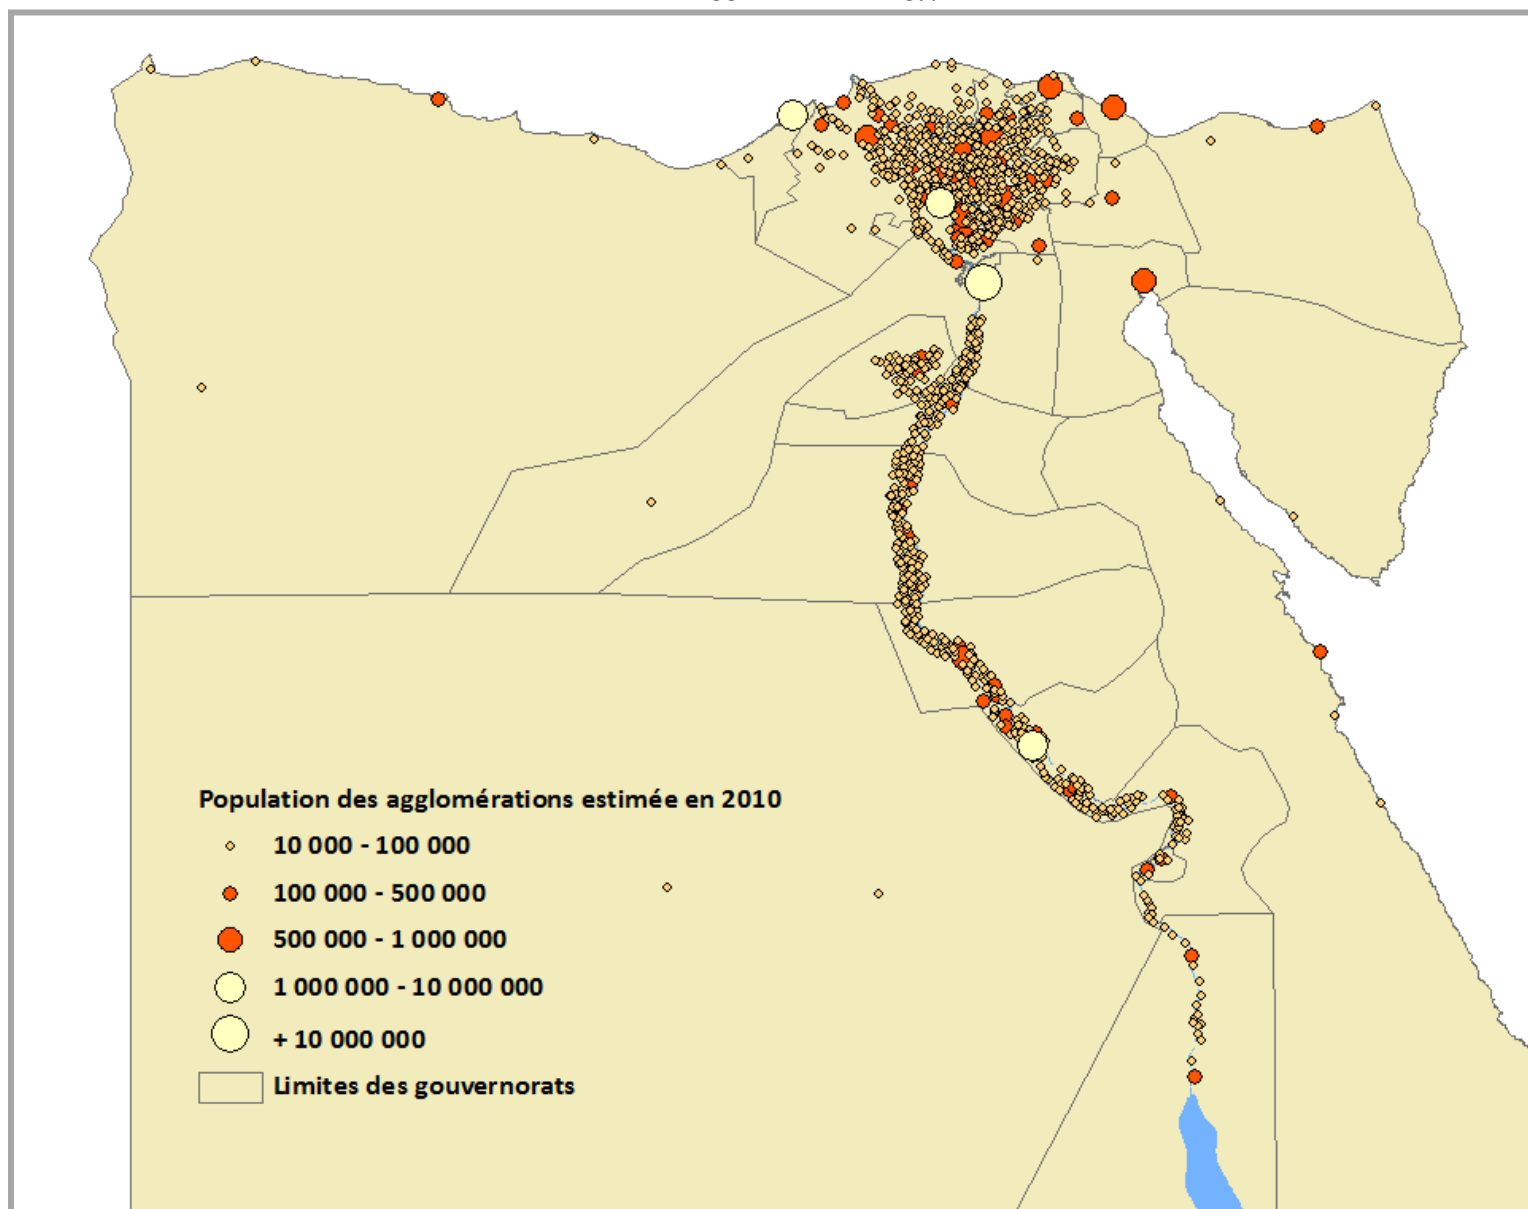 Population des agglomérations estimée en 2010
10 000 - 100 000
100 000 - 500 000
500 000 - 1 000 000
1 000 000 - 10 000 000
+ 10 000 000
Limites des gouvernorats